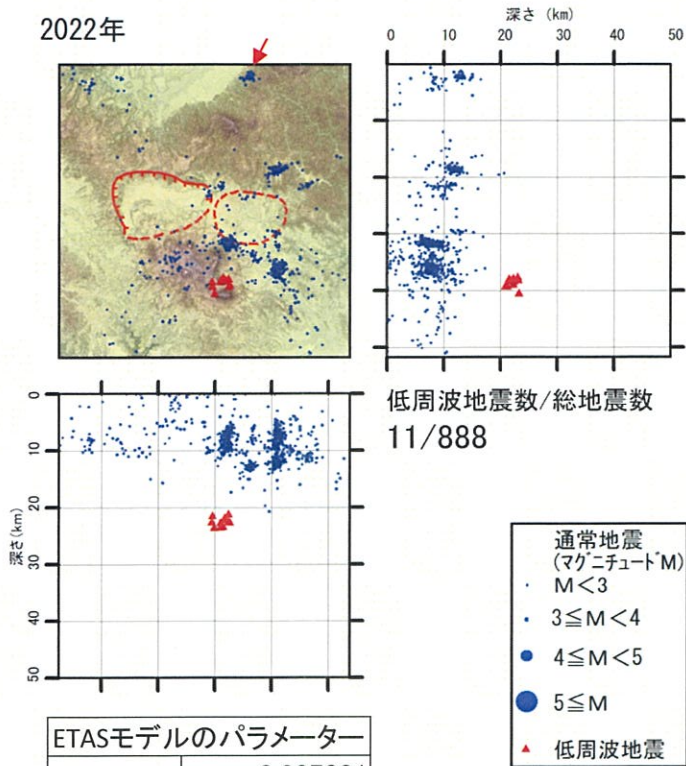 2022年
深さ (km)
0 10 20 30 40 50
0
10
20
30
40
50
深さ(km)
低周波地震数/総地震数
11/888
通常地震
(マグニチュードM)
M<3
3≦M<4
4≦M<5
5≦M
低周波地震
ETASモデルのパラメーター